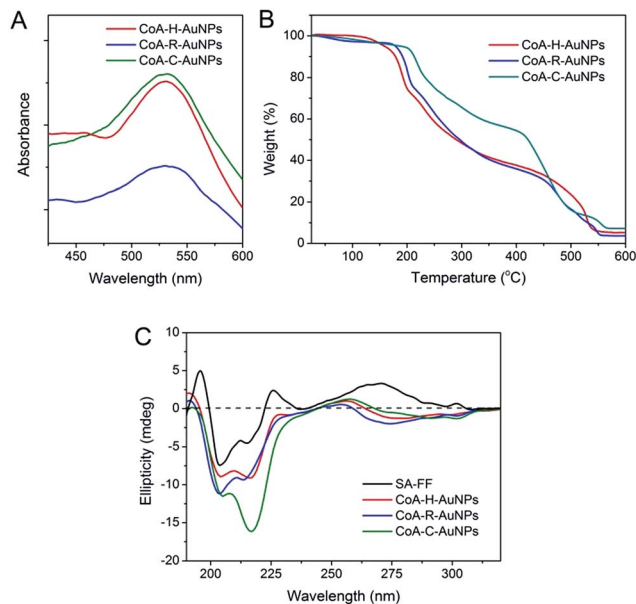 A
CoA-H-AuNPs
CoA-R-AuNPs
CoA-C-AuNPs
Absorbance
450
500
550
600
Wavelength (nm)
B
CoA-H-AuNPs
CoA-R-AuNPs
CoA-C-AuNPs
Weight (%)
100
80
60
40
20
0
100
200
300
400
500
600
Temperature (°C)
C
Ellipticity (mdeg)
10
5
0
-5
-10
-15
-20
SA-FF
CoA-H-AuNPs
CoA-R-AuNPs
CoA-C-AuNPs
200
225
250
275
300
Wavelength (nm)